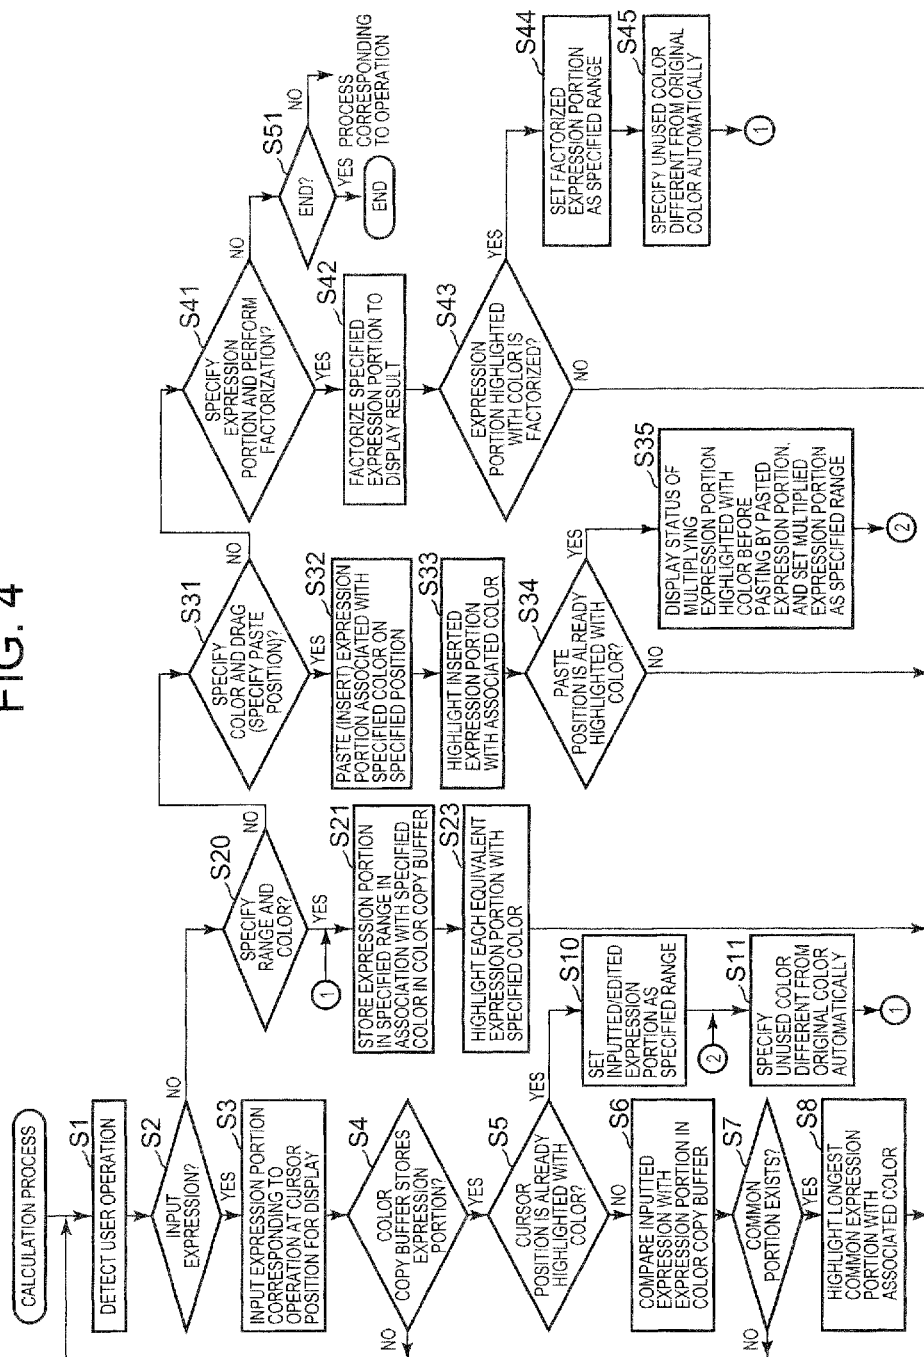 FIG. 4
CALCULATION PROCESS
S1
DETECT USER OPERATION
S2
INPUT
EXPRESSION?
NO
YES
S3
INPUT EXPRESSION PORTION
CORRESPONDING TO
OPERATION AT CURSOR
POSITION FOR DISPLAY
S4
COLOR
COPY BUFFER STORES
EXPRESSION
PORTION?
NO
YES
S5
CURSOR
POSITION IS ALREADY
HIGHLIGHTED WITH
COLOR?
YES
NO
S6
COMPARE INPUTTED
EXPRESSION WITH
EXPRESSION PORTION IN
COLOR COPY BUFFER
S7
COMMON
PORTION EXISTS?
NO
YES
S8
HIGHLIGHT LONGEST
COMMON EXPRESSION
PORTION WITH
ASSOCIATED COLOR
S10
SET
INPUTTED/EDITED
EXPRESSION
PORTION AS
SPECIFIED RANGE
2
S11
SPECIFY
UNUSED COLOR
DIFFERENT FROM
ORIGINAL COLOR
AUTOMATICALLY
1
S20
SPECIFY
RANGE AND
COLOR?
NO
YES
1
S21
STORE EXPRESSION PORTION
IN SPECIFIED RANGE IN
ASSOCIATION WITH SPECIFIED
COLOR IN COLOR COPY BUFFER
S23
HIGHLIGHT EACH EQUIVALENT
EXPRESSION PORTION WITH
SPECIFIED COLOR
S31
SPECIFY
COLOR AND DRAG
(SPECIFY PASTE
POSITION)?
NO
YES
S32
PASTE (INSERT) EXPRESSION
PORTION ASSOCIATED WITH
SPECIFIED COLOR ON
SPECIFIED POSITION
S33
HIGHLIGHT INSERTED
EXPRESSION PORTION
WITH ASSOCIATED COLOR
S34
PASTE
POSITION IS ALREADY
HIGHLIGHTED WITH
COLOR?
YES
NO
S35
DISPLAY STATUS OF
MULTIPLYING
EXPRESSION PORTION
HIGHLIGHTED WITH
COLOR BEFORE
PASTING BY PASTED
EXPRESSION PORTION,
AND SET MULTIPLIED
EXPRESSION PORTION
AS SPECIFIED RANGE
2
S41
SPECIFY
EXPRESSION
PORTION AND PERFORM
FACTORIZATION?
NO
YES
S42
FACTORIZE SPECIFIED
EXPRESSION PORTION TO
DISPLAY RESULT
S43
EXPRESSION
PORTION HIGHLIGHTED
WITH COLOR IS
FACTORIZED?
YES
NO
S44
SET FACTORIZED
EXPRESSION PORTION
AS SPECIFIED RANGE
S45
SPECIFY UNUSED COLOR
DIFFERENT FROM ORIGINAL
COLOR AUTOMATICALLY
1
S51
END?
NO
PROCESS
CORRESPONDING
TO OPERATION
YES
END